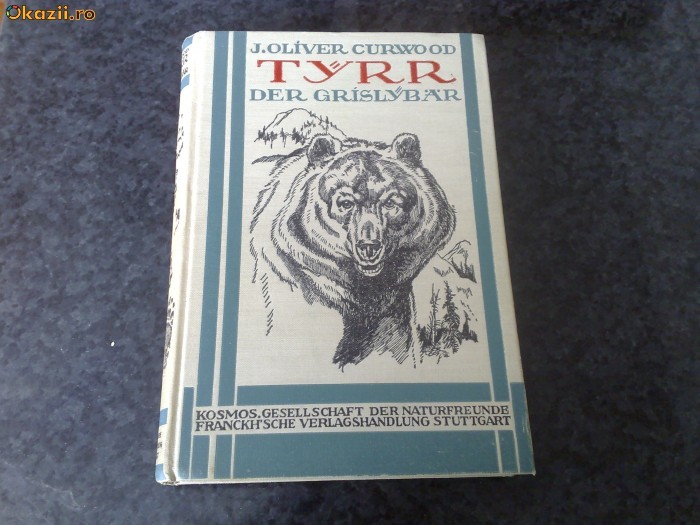 Okazii.ro
J. OLIVER CURWOOD
TYRR
DER GRISLYBÄR
KOSMOS. GESELLSCHAFT DER NATURFREUNDE
FRANCKH'SCHE VERLAGSHANDLUNG STUTTGART